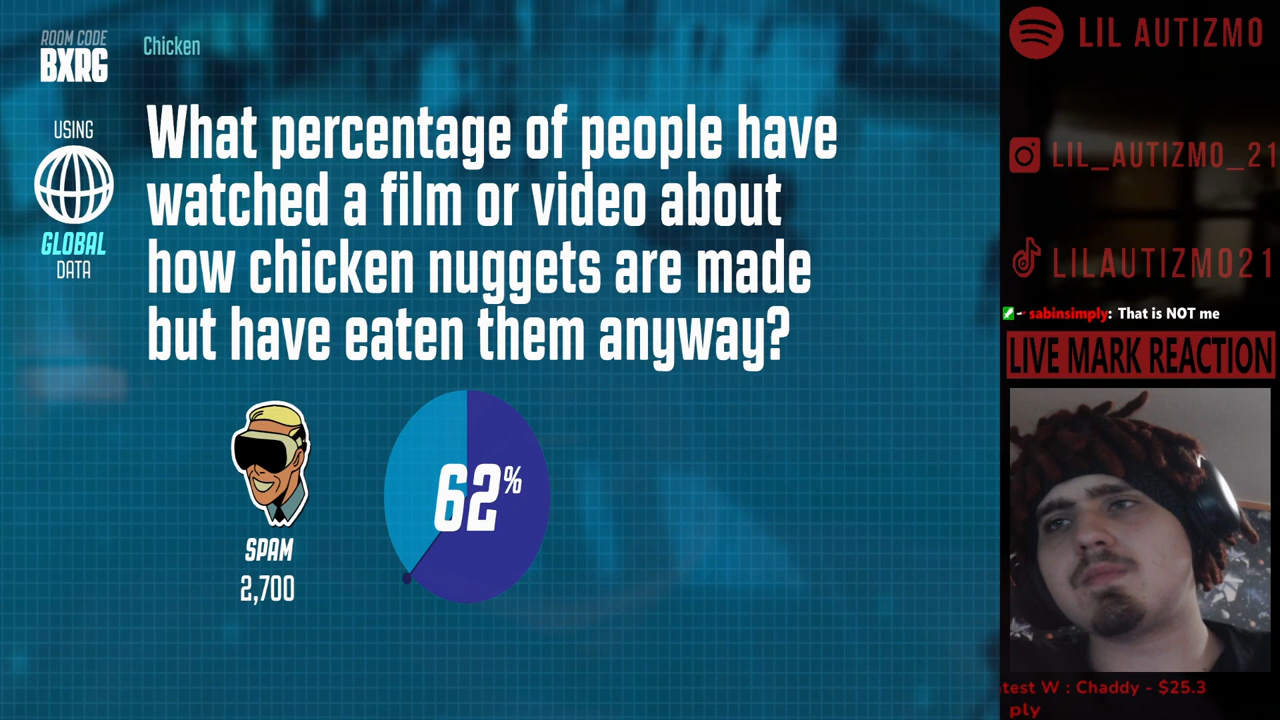 ROOM CODE
BXRG
Chicken
USING
GLOBAL
DATA
What percentage of people have
watched a film or video about
how chicken nuggets are made
but have eaten them anyway?
62%
SPAM
2,700
LIL AUTIZMO
LIL_AUTIZMO_21
LILAUTIZMO21
sabinsimply: That is NOT me
LIVE MARK REACTION
test W : Chaddy - $25.3
ply